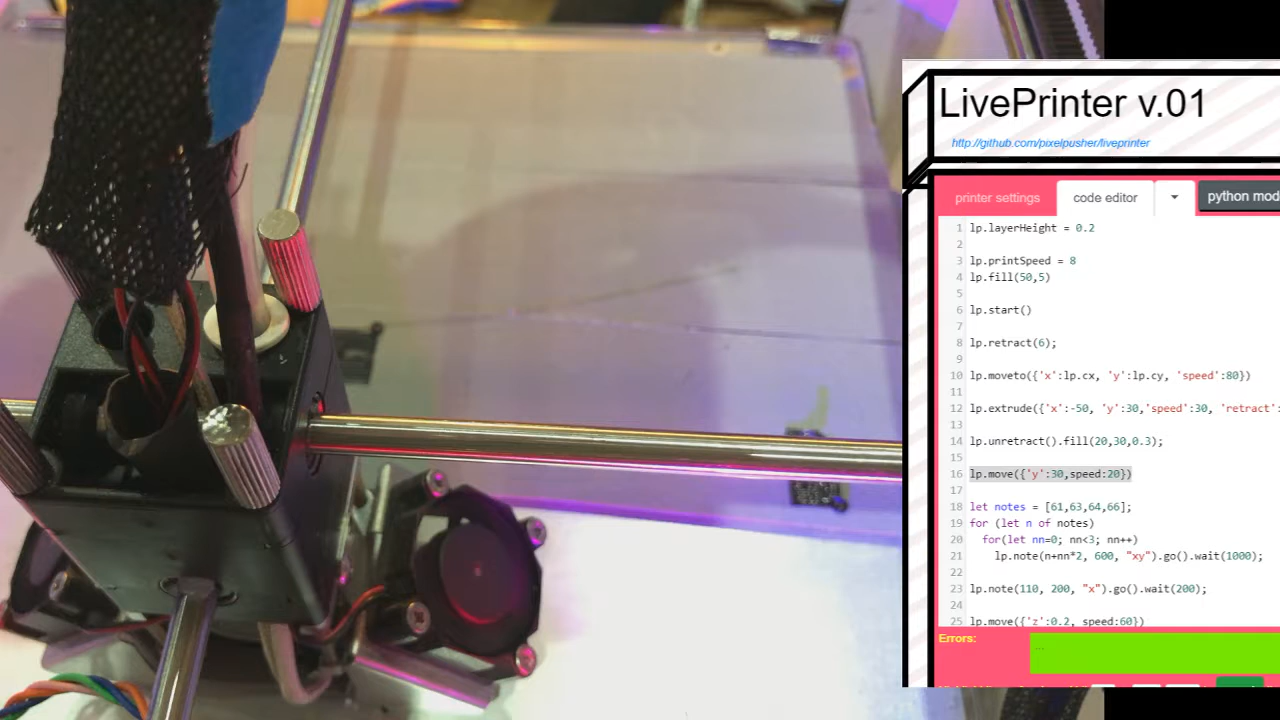 LivePrinter v.01
http://github.com/pixelpusher/liveprinter
printer settings
code editor
python mod
1 lp.layerHeight = 0.2
2
3 lp.printSpeed = 8
4 lp.fill(50,5)
5
6 lp.start()
7
8 lp.retract(6);
9
10 lp.moveto({'x':lp.cx, 'y':lp.cy, 'speed':80})
11
12 lp.extrude({'x':-50, 'y':30,'speed':30, 'retract':
13
14 lp.unretract().fill(20,30,0.3);
15
16 lp.move({'y':30,speed:20})
17
18 let notes = [61,63,64,66];
19 for (let n of notes)
20 for(let nn=0; nn<3; nn++)
21 lp.note(n+nn*2, 600, "xy").go().wait(1000);
22
23 lp.note(110, 200, "x").go().wait(200);
24
25 lp.move({'z':0.2, speed:60})
Errors:
...